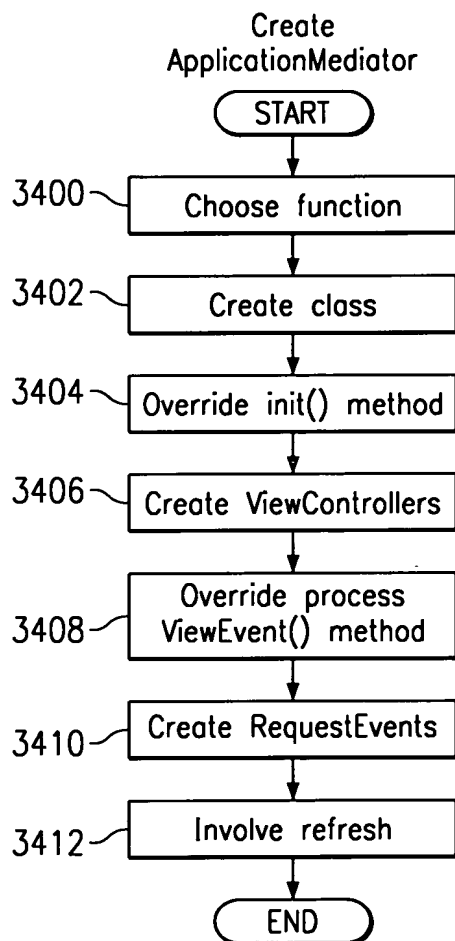 Create
ApplicationMediator
START
3400
Choose function
3402
Create class
3404
Override init() method
3406
Create ViewControllers
3408
Override process
ViewEvent() method
3410
Create RequestEvents
3412
Involve refresh
END